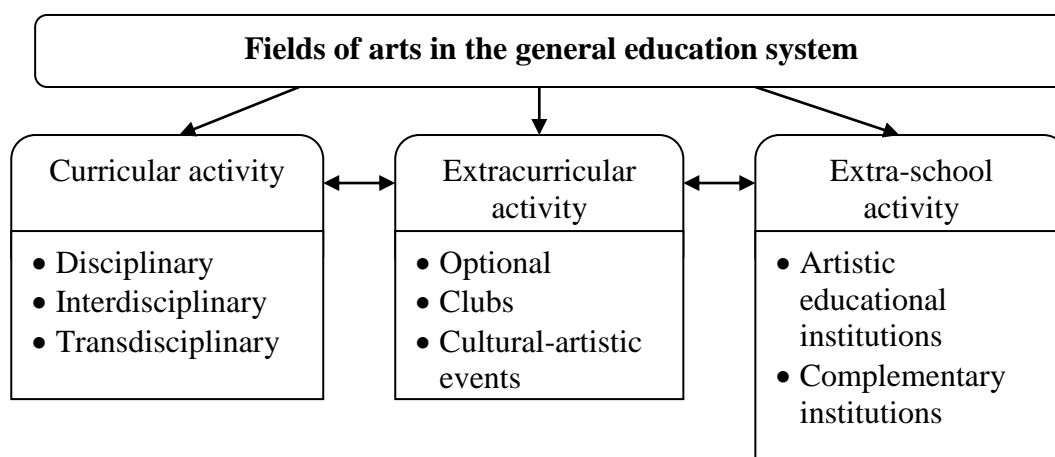 Fields of arts in the general education system
Curricular activity
• Disciplinary
• Interdisciplinary
• Transdisciplinary
Extracurricular
activity
• Optional
• Clubs
• Cultural-artistic
events
Extra-school
activity
• Artistic
educational
institutions
• Complementary
institutions